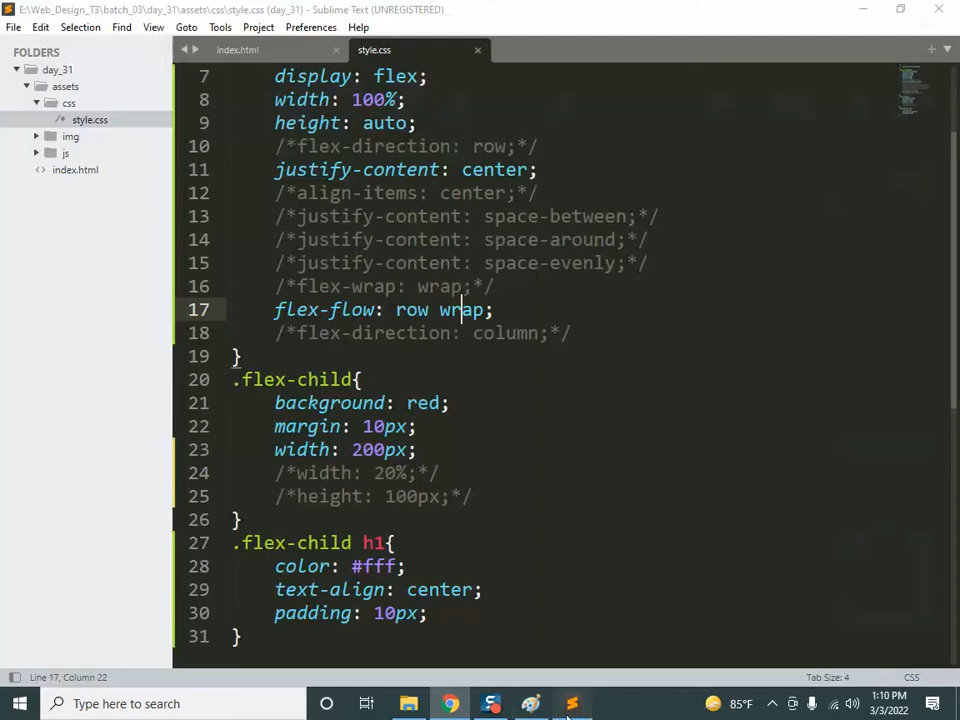 E:\Web_Design_T3\batch_03\day_31\assets\css\style.css (day_31) - Sublime Text (UNREGISTERED)
File Edit Selection Find View Goto Tools Project Preferences Help
FOLDERS
day_31
assets
css
style.css
img
js
index.html
index.html style.css
7 display: flex;
8 width: 100%;
9 height: auto;
10 /*flex-direction: row;*/
11 justify-content: center;
12 /*align-items: center;*/
13 /*justify-content: space-between;*/
14 /*justify-content: space-around;*/
15 /*justify-content: space-evenly;*/
16 /*flex-wrap: wrap;*/
17 flex-flow: row wrap;
18 /*flex-direction: column;*/
19 }
20 .flex-child{
21 background: red;
22 margin: 10px;
23 width: 200px;
24 /*width: 20%;*/
25 /*height: 100px;*/
26 }
27 .flex-child h1{
28 color: #fff;
29 text-align: center;
30 padding: 10px;
31 }
Line 17, Column 22 Tab Size: 4 CSS
Type here to search
85°F
1:10 PM
3/3/2022